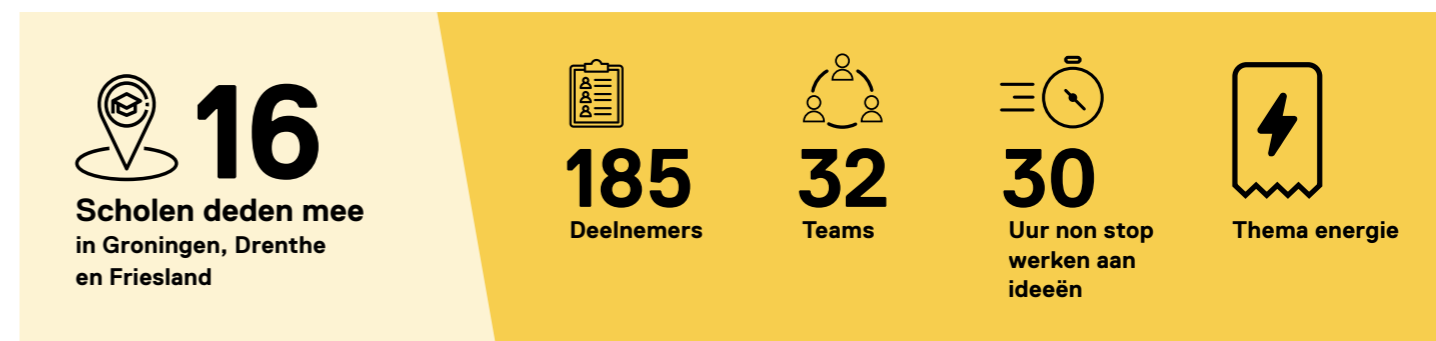 16
Scholen deden mee
in Groningen, Drenthe
en Friesland
185
Deelnemers
32
Teams
30
Uur non stop
werken aan
ideeën
Thema energie